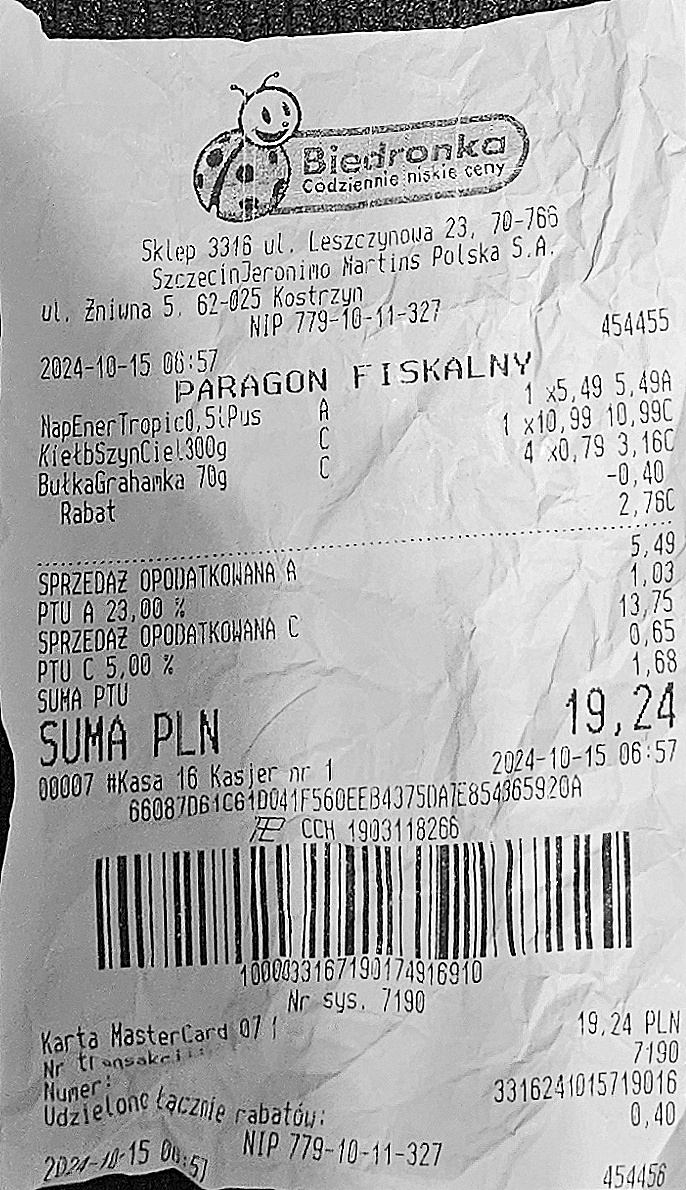 Biedronka
Codziennie niskie ceny
Sklep 3316 ul. Leszczynowa 23, 70-766
SzczecinJeronimo Martins Polska S.A.
ul. Żniwna 5, 62-025 Kostrzyn
NIP 779-10-11-327
2024-10-15 06:57 454455
PARAGON FISKALNY
NapEnerTropic0,5lPus A 1 x5,49 5,49A
KiełbSzynCiel300g C 1 x10,99 10,99C
BułkaGrahamka 70g C 4 x0,79 3,16C
Rabat -0,40
2,76C
SPRZEDAŻ OPODATKOWANA A 5,49
PTU A 23,00 % 1,03
SPRZEDAŻ OPODATKOWANA C 13,75
PTU C 5,00 % 0,65
SUMA PTU 1,68
SUMA PLN 19,24
00007 #Kasa 16 Kasjer nr 1 2024-10-15 06:57
CCH 1903118266
1000033167190174916910
Nr sys. 7190
Karta MasterCard 07 19,24 PLN
Nr 7190
Numer: 3316241015719016
Udzielono łącznie rabatów: 0,40
NIP 779-10-11-327
2024-10-15 06:57 454456